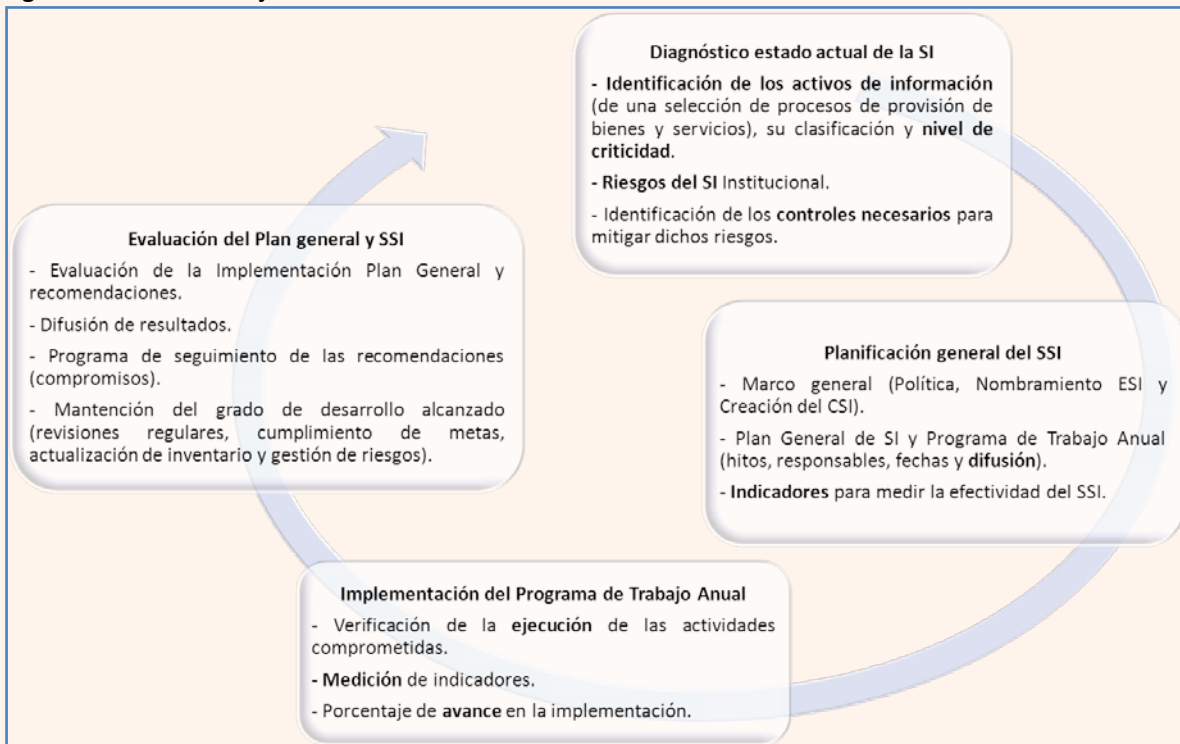 Diagnóstico estado actual de la SI
- Identificación de los activos de información
(de una selección de procesos de provisión de
bienes y servicios), su clasificación y nivel de
criticidad.
- Riesgos del SI Institucional.
- Identificación de los controles necesarios para
mitigar dichos riesgos.
Planificación general del SSI
- Marco general (Política, Nombramiento ESI y
Creación del CSI).
- Plan General de SI y Programa de Trabajo Anual
(hitos, responsables, fechas y difusión).
- Indicadores para medir la efectividad del SSI.
Implementación del Programa de Trabajo Anual
- Verificación de la ejecución de las actividades
comprometidas.
- Medición de indicadores.
- Porcentaje de avance en la implementación.
Evaluación del Plan general y SSI
- Evaluación de la Implementación Plan General y
recomendaciones.
- Difusión de resultados.
- Programa de seguimiento de las recomendaciones
(compromisos).
- Mantención del grado de desarrollo alcanzado
(revisiones regulares, cumplimiento de metas,
actualización de inventario y gestión de riesgos).